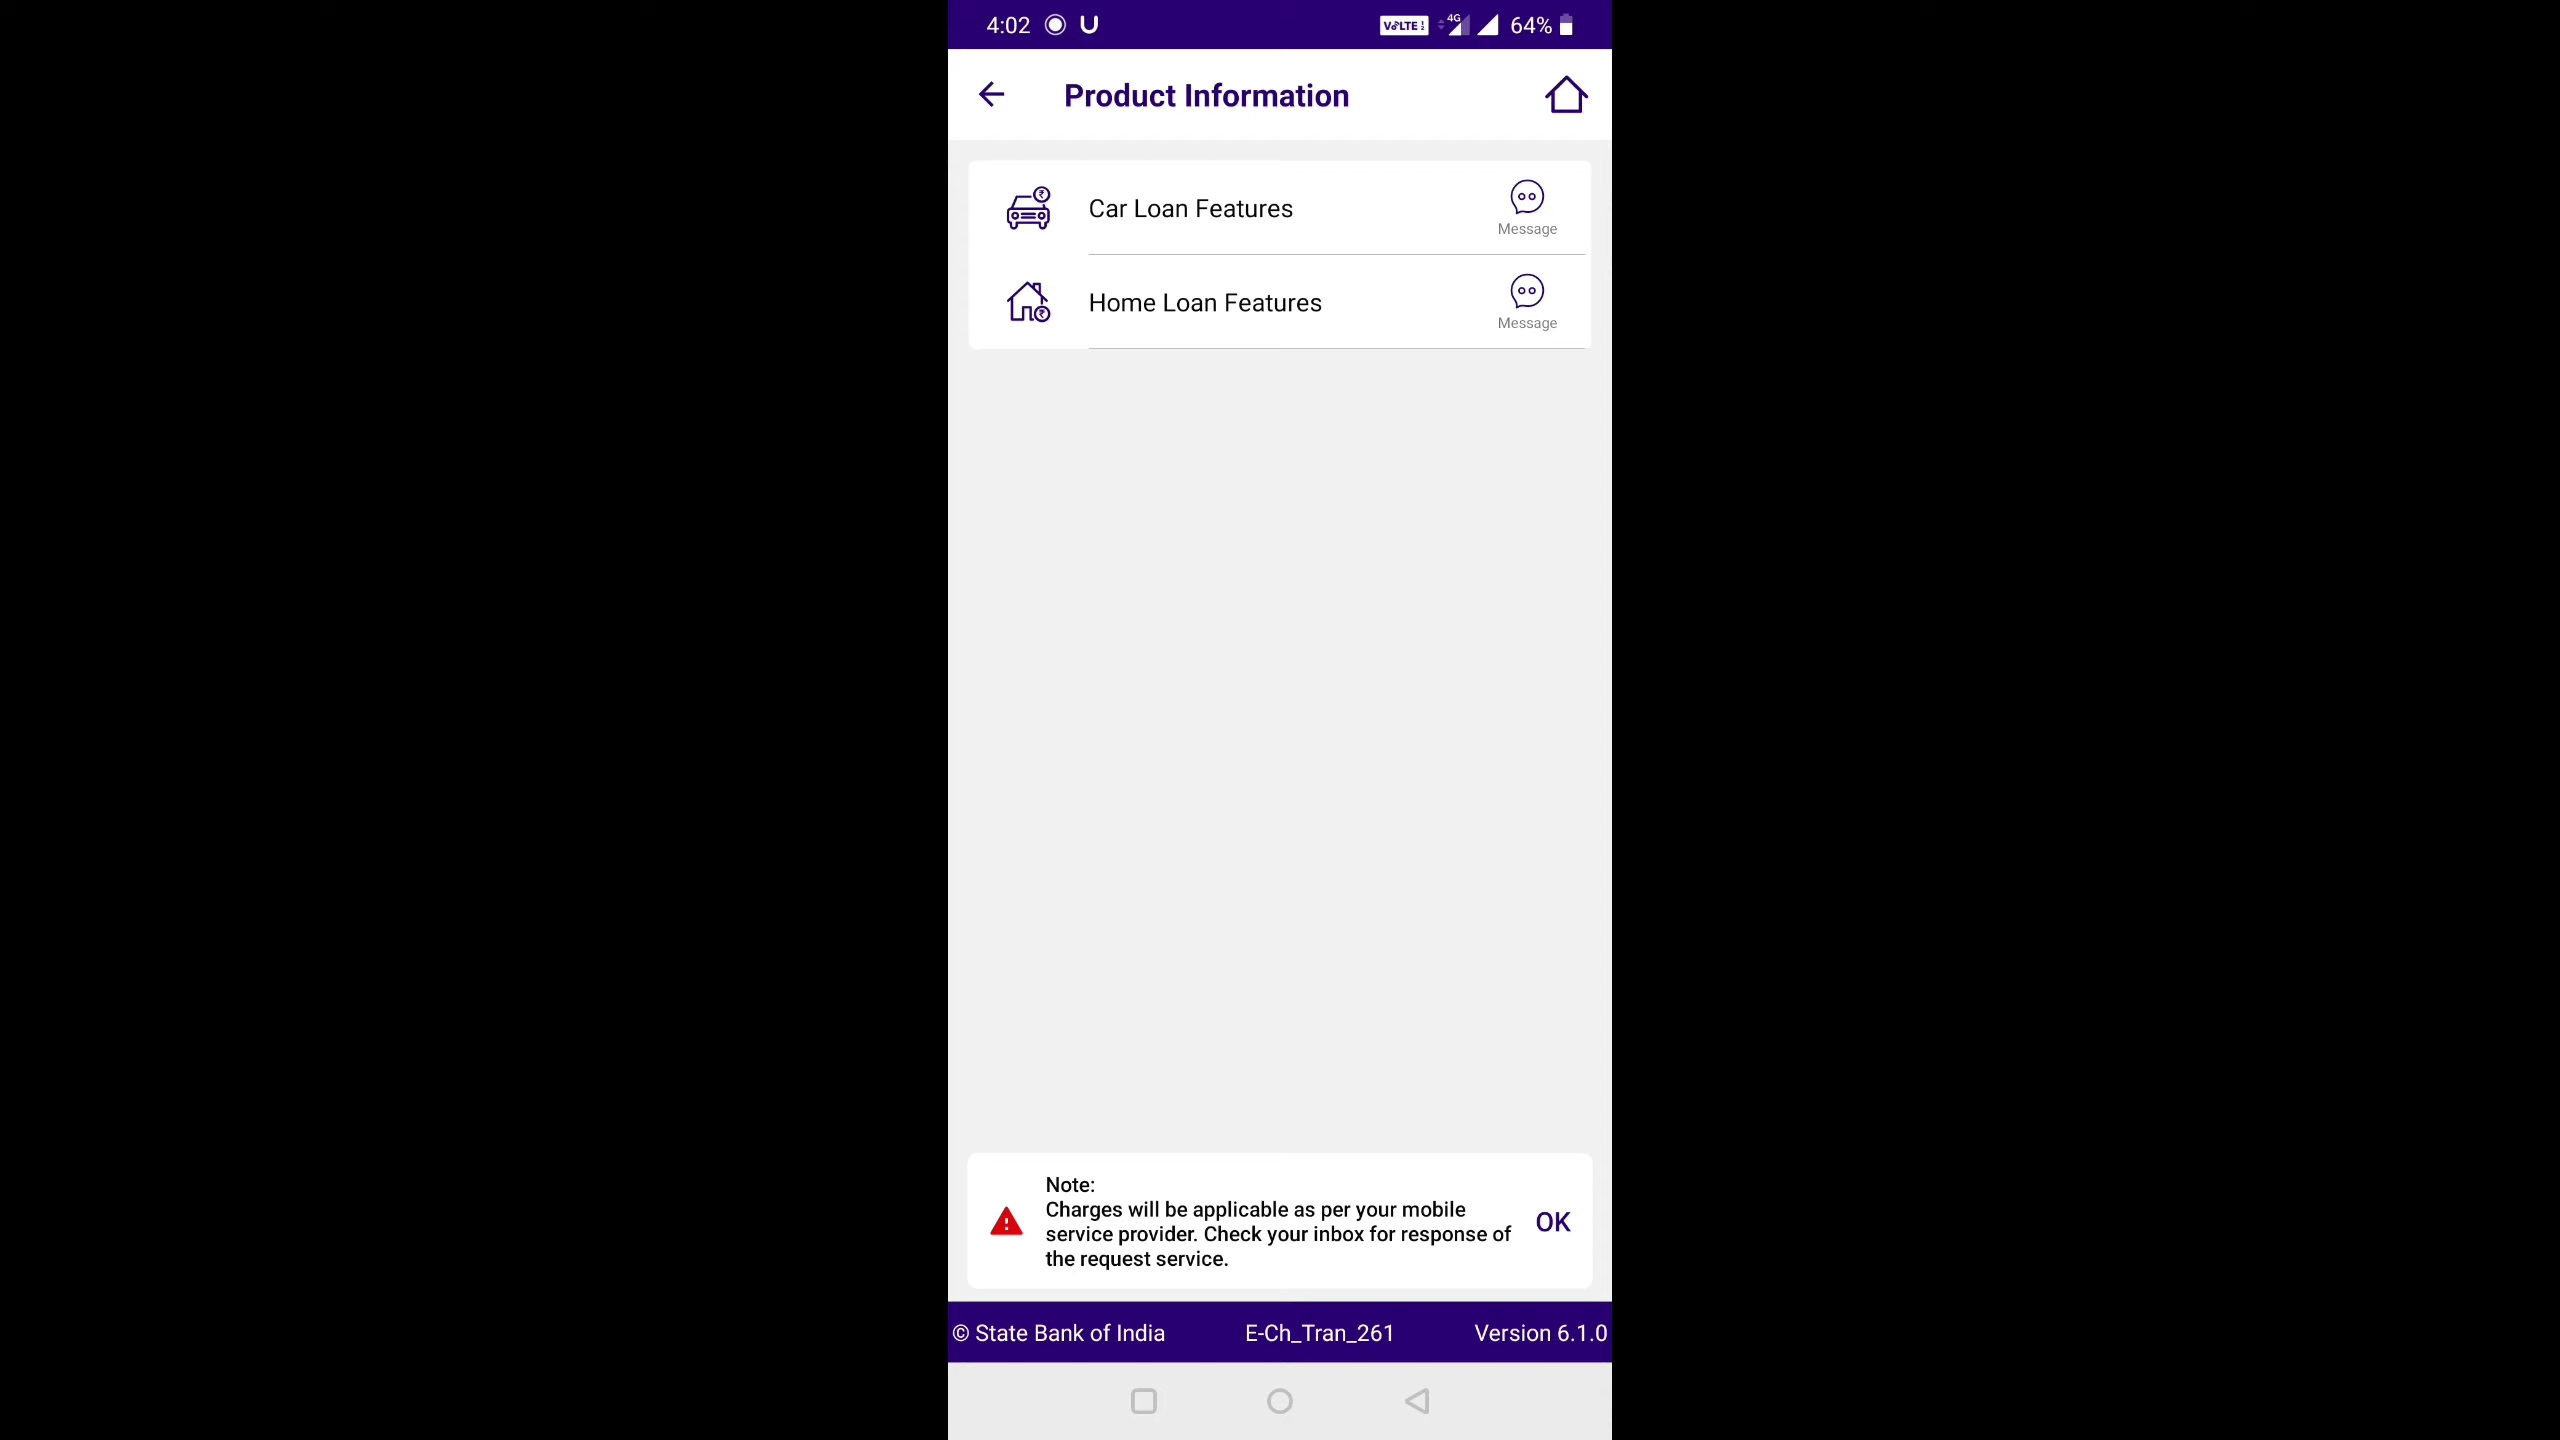 4:02 VoLTE 4G 64%
Product Information
Car Loan Features
Message
Home Loan Features
Message
Note:
Charges will be applicable as per your mobile
service provider. Check your inbox for response of
the request service.
OK
© State Bank of India E-Ch_Tran_261 Version 6.1.0